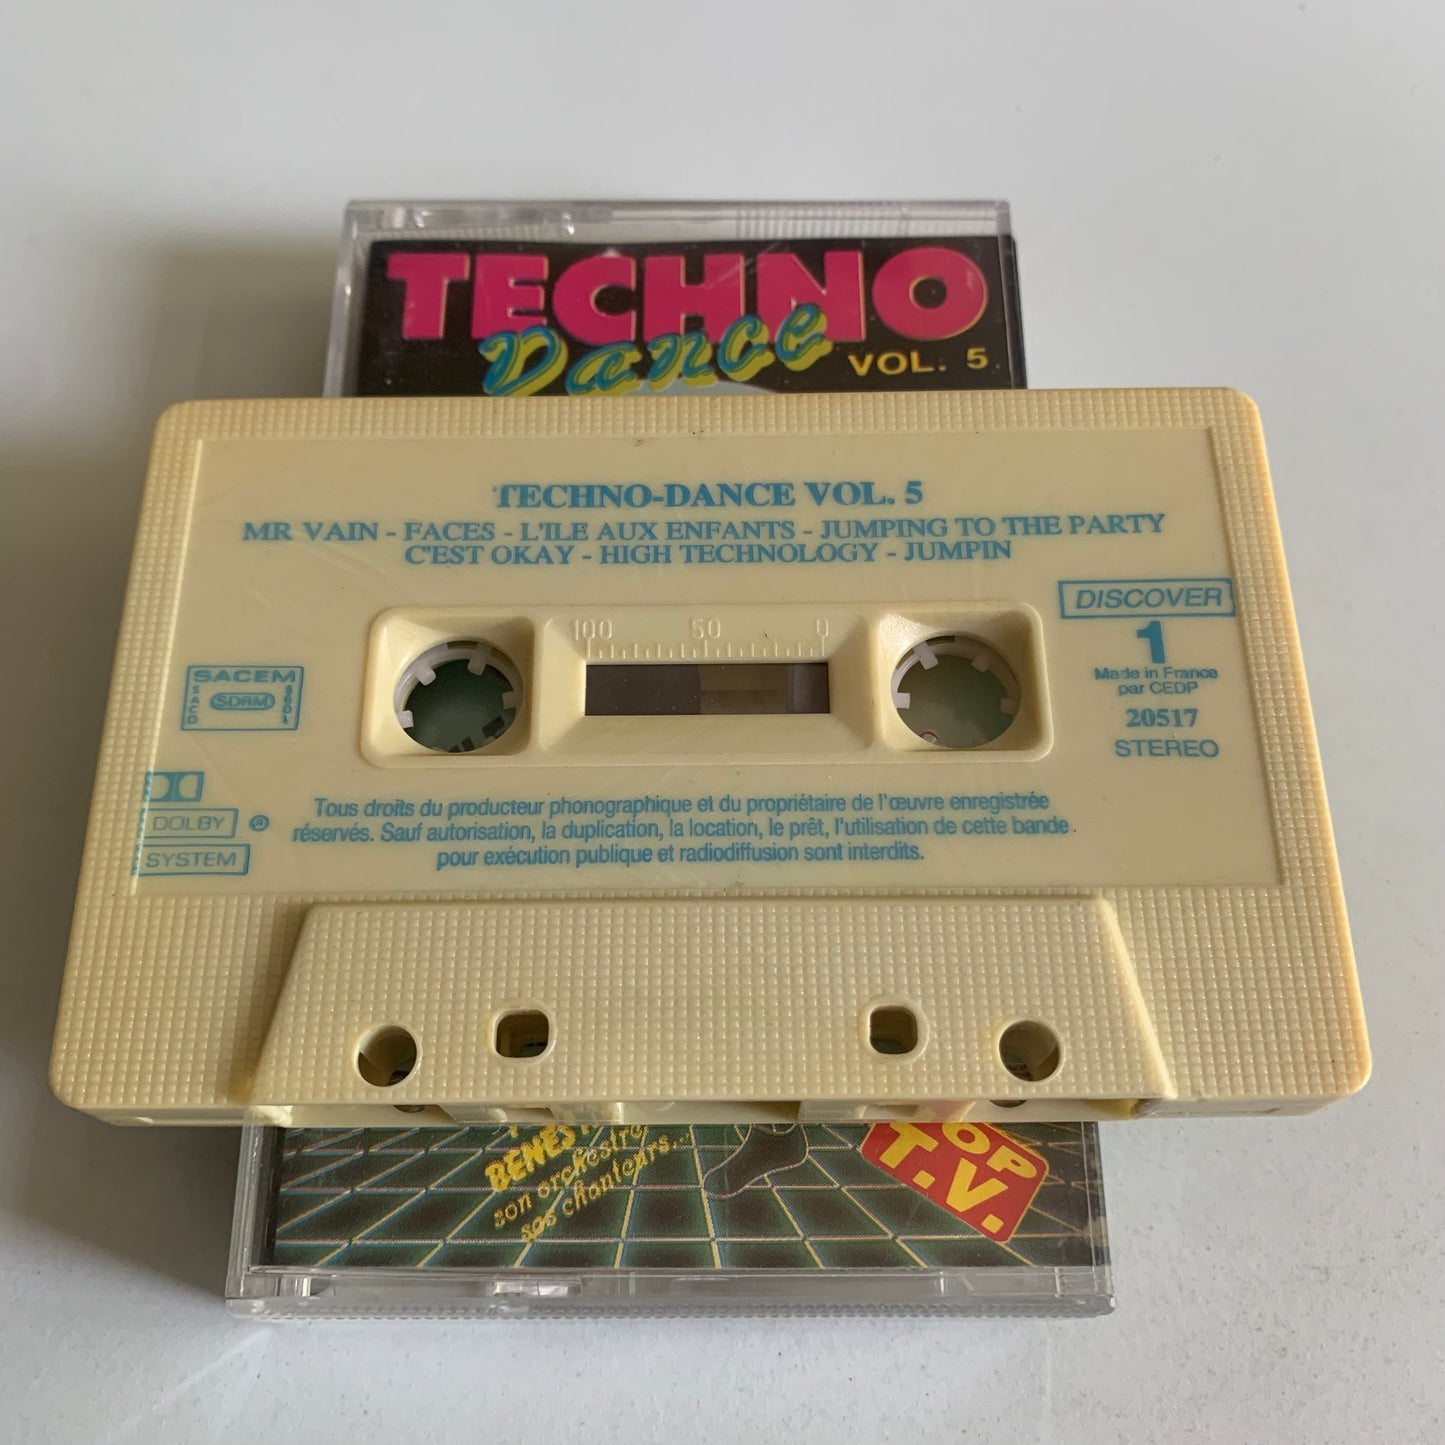 TECHNO
Dance
VOL. 5
TECHNO-DANCE VOL. 5
MR VAIN - FACES - L'ILE AUX ENFANTS - JUMPING TO THE PARTY
C'EST OKAY - HIGH TECHNOLOGY - JUMPIN
DISCOVER
1
Made in France
par CEDP
20517
STEREO
100 50 0
SACEM
SACD
SDRM
SGDL
DOLBY
SYSTEM
Tous droits du producteur phonographique et du propriétaire de l'œuvre enregistrée
réservés. Sauf autorisation, la duplication, la location, le prêt, l'utilisation de cette bande
pour exécution publique et radiodiffusion sont interdits.
son orchestre
ses chanteurs...
TOP
T.V.